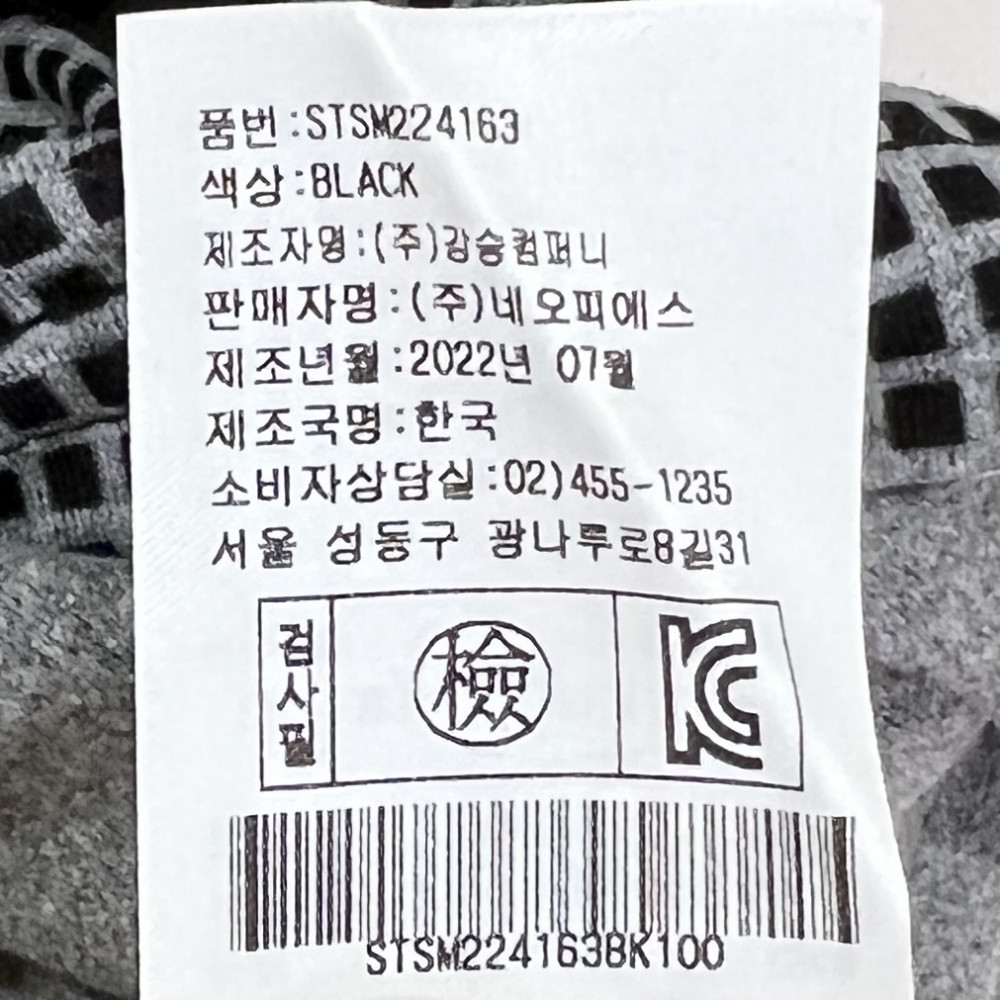 품번:STSM224163
색상:BLACK
제조자명:(주)감승컴퍼니
판매자명:(주)네오피에스
제조년월:2022년 07월
제조국명:한국
소비자상담실:02)455-1235
서울 성동구 광나루로8길31
검사필
檢
KC
STSM224163BK100